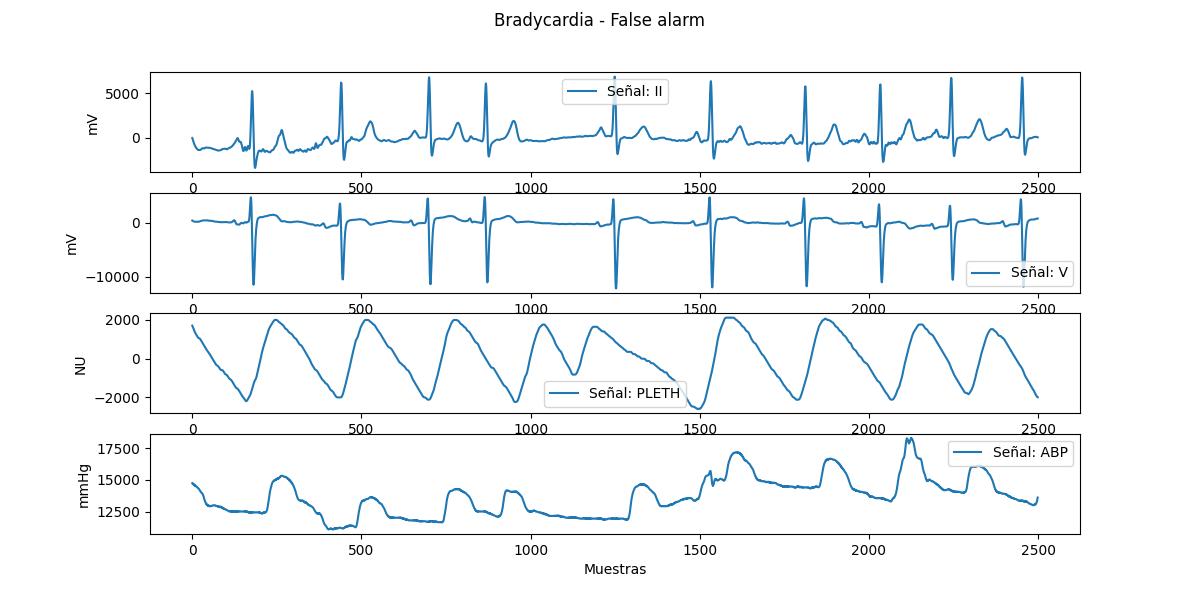 Bradycardia - False alarm
5000
0
mV
Señal: II
0 500 1000 1500 2000 2500
0
−10000
mV
Señal: V
0 500 1000 1500 2000 2500
2000
0
−2000
NU
Señal: PLETH
0 500 1000 1500 2000 2500
17500
15000
12500
mmHg
Señal: ABP
0 500 1000 1500 2000 2500
Muestras